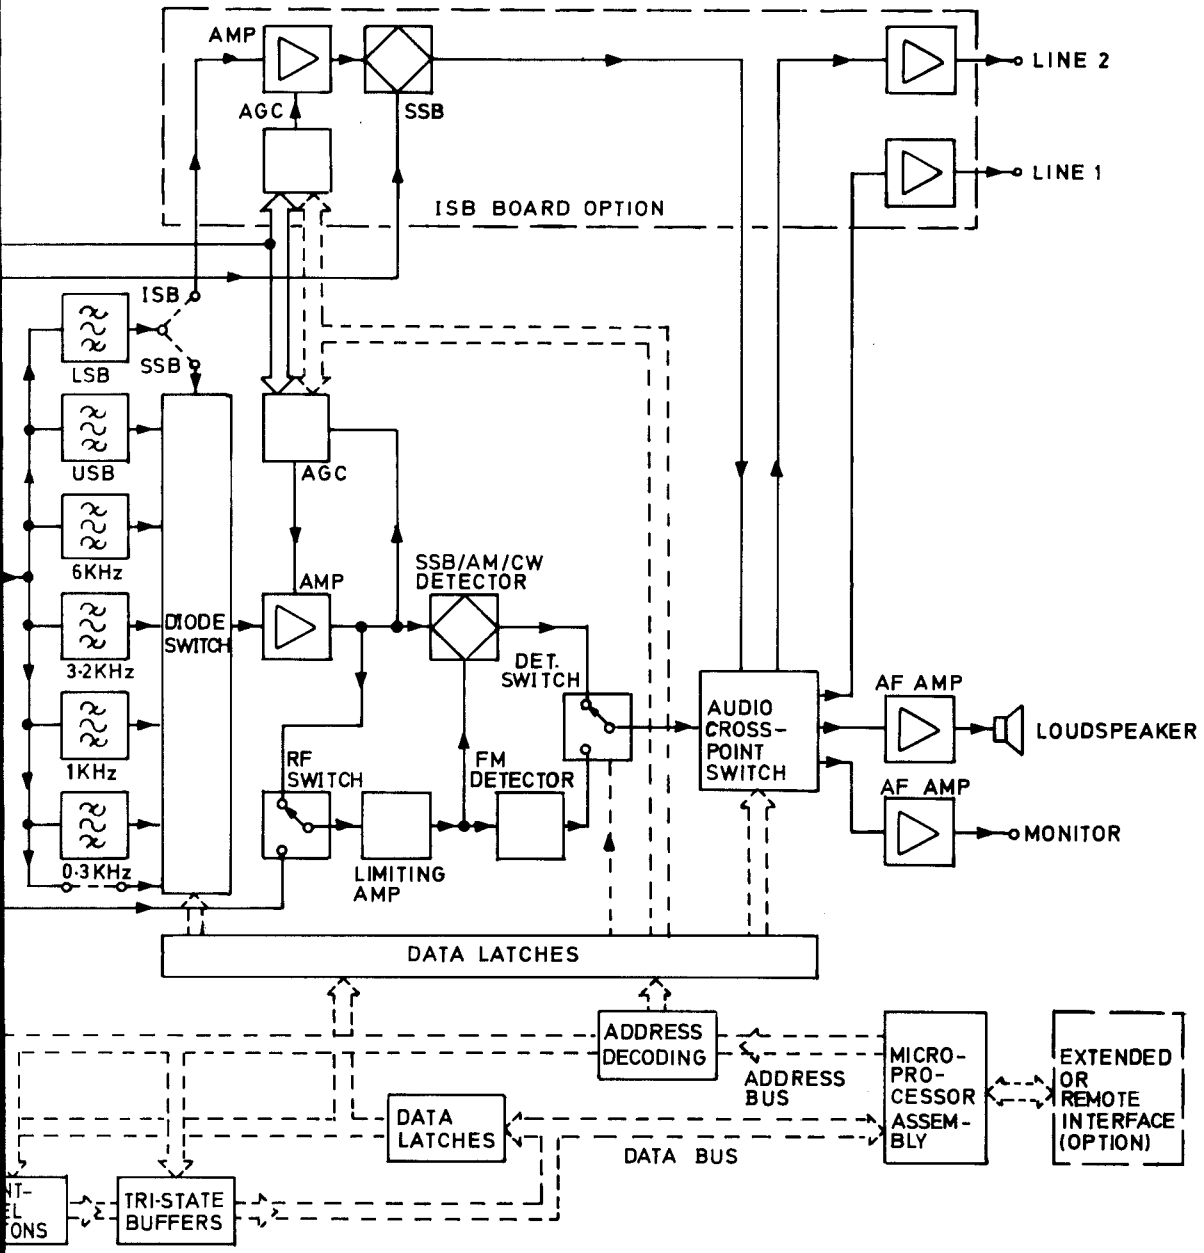 AMP
LINE 2
AGC
SSB
LINE 1
ISB BOARD OPTION
ISB
SSB
LSB
USB
AGC
6KHz
SSB/AM/CW
DETECTOR
AMP
DIODE
SWITCH
3·2KHz
DET.
SWITCH
AF AMP
AUDIO
CROSS-
POINT
SWITCH
LOUDSPEAKER
1KHz
RF
SWITCH
FM
DETECTOR
AF AMP
MONITOR
0·3KHz
LIMITING
AMP
DATA LATCHES
ADDRESS
DECODING
ADDRESS
BUS
MICRO-
PRO-
CESSOR
ASSEM-
BLY
EXTENDED
OR
REMOTE
INTERFACE
(OPTION)
DATA
LATCHES
DATA BUS
NT-
EL
TONS
TRI-STATE
BUFFERS